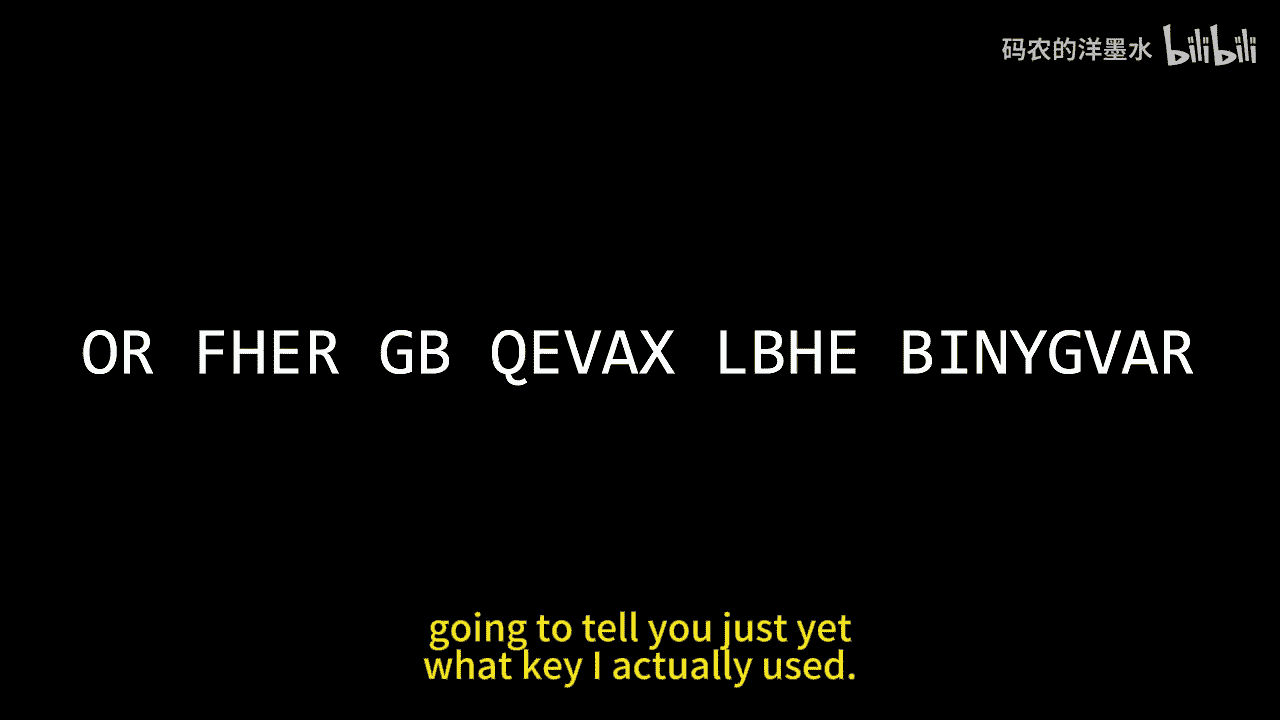 码农的洋墨水 bilibili
OR FHER GB QEVAX LBHE BINYGVAR
going to tell you just yet
what key I actually used.